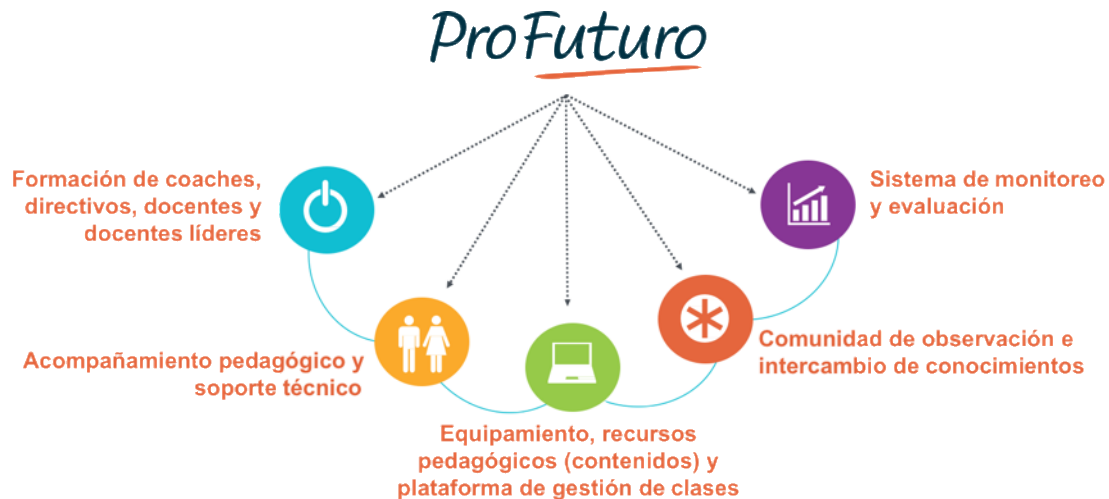 ProFuturo
Formación de coaches,
directivos, docentes y
docentes líderes
Acompañamiento pedagógico y
soporte técnico
Equipamiento, recursos
pedagógicos (contenidos) y
plataforma de gestión de clases
Comunidad de observación e
intercambio de conocimientos
Sistema de monitoreo
y evaluación